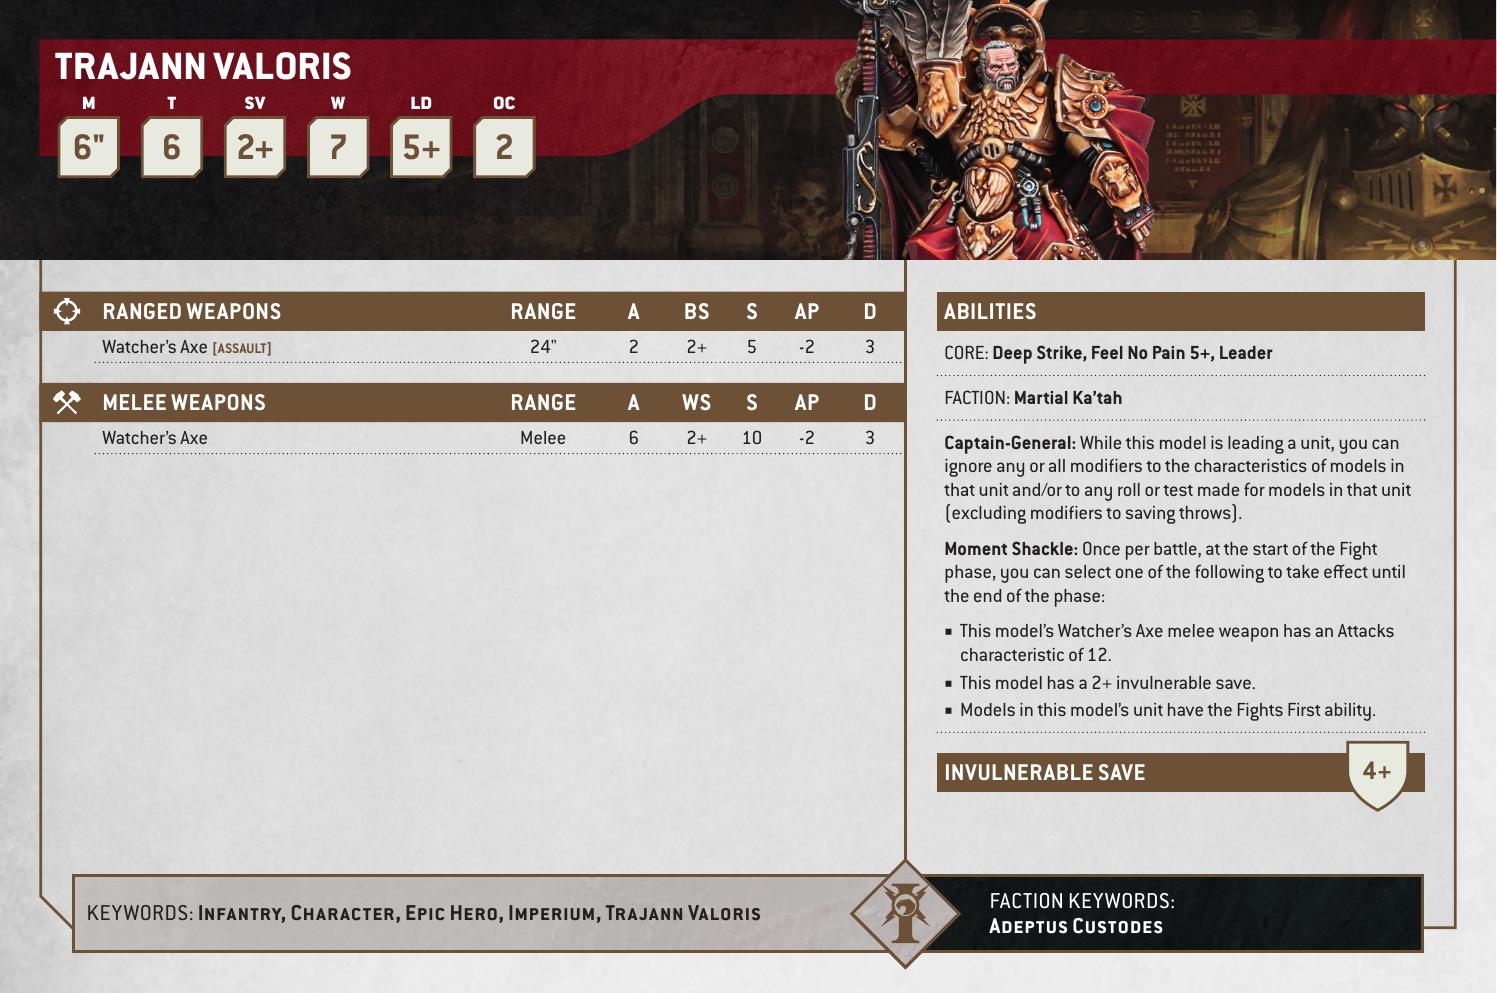 TRAJANN VALORIS
M T SV W LD OC
6" 6 2+ 7 5+ 2
RANGED WEAPONS RANGE A BS S AP D
Watcher’s Axe [ASSAULT] 24" 2 2+ 5 -2 3
MELEE WEAPONS RANGE A WS S AP D
Watcher’s Axe Melee 6 2+ 10 -2 3
ABILITIES
CORE: Deep Strike, Feel No Pain 5+, Leader
FACTION: Martial Ka’tah
Captain-General: While this model is leading a unit, you can
ignore any or all modifiers to the characteristics of models in
that unit and/or to any roll or test made for models in that unit
(excluding modifiers to saving throws).
Moment Shackle: Once per battle, at the start of the Fight
phase, you can select one of the following to take effect until
the end of the phase:
▪ This model’s Watcher’s Axe melee weapon has an Attacks
characteristic of 12.
▪ This model has a 2+ invulnerable save.
▪ Models in this model’s unit have the Fights First ability.
INVULNERABLE SAVE 4+
KEYWORDS: INFANTRY, CHARACTER, EPIC HERO, IMPERIUM, TRAJANN VALORIS
FACTION KEYWORDS:
ADEPTUS CUSTODES